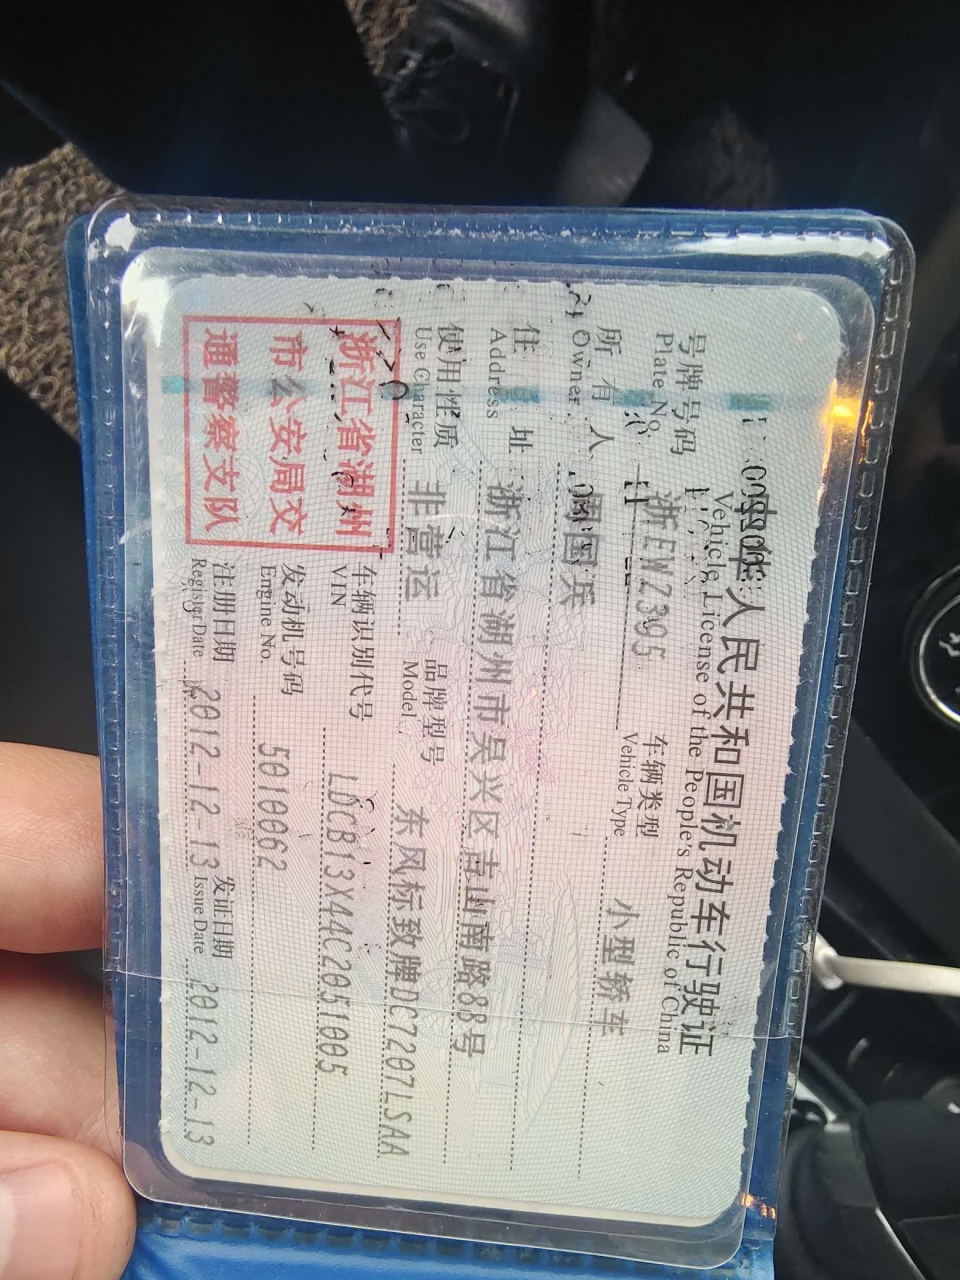 中华人民共和国机动车行驶证
Vehicle License of the People's Republic of China
号牌号码 浙EWZ395 车辆类型 小型轿车
Plate No. Vehicle Type
所有人 周国兵
Owner
住址 浙江省湖州市吴兴区吉山南路88号
Address
使用性质 非营运 品牌型号 东风标致牌DC7207LSAA
Use Character Model
浙江省湖州
市公安局交
通警察支队
车辆识别代号 LDCB13X44C2051005
VIN
发动机号码 5010062
Engine No.
注册日期 2012-12-13 发证日期 2012-12-13
Register Date Issue Date